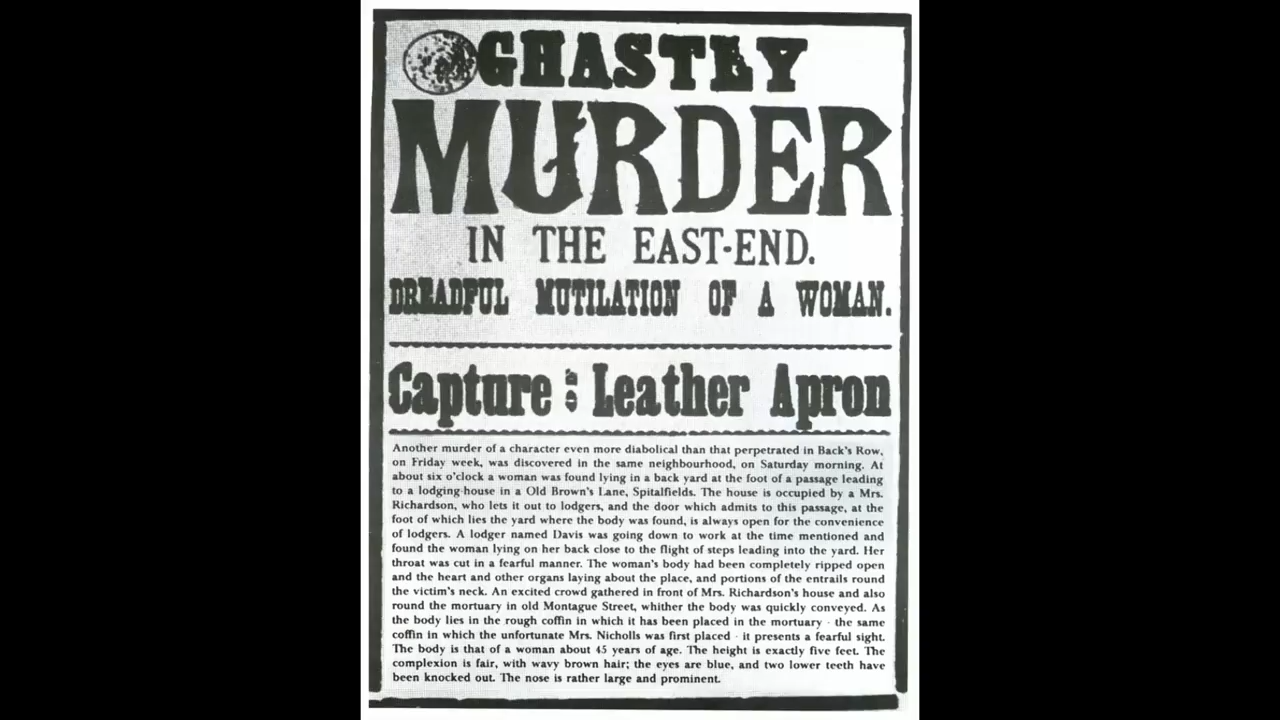 GHASTLY
MURDER
IN THE EAST-END.
DREADFUL MUTILATION OF A WOMAN.
Capture : Leather Apron
Another murder of a character even more diabolical than that perpetrated in Back's Row,
on Friday week, was discovered in the same neighbourhood, on Saturday morning. At
about six o'clock a woman was found lying in a back yard at the foot of a passage leading
to a lodging-house in a Old Brown's Lane, Spitalfields. The house is occupied by a Mrs.
Richardson, who lets it out to lodgers, and the door which admits to this passage, at the
foot of which lies the yard where the body was found, is always open for the convenience
of lodgers. A lodger named Davis was going down to work at the time mentioned and
found the woman lying on her back close to the flight of steps leading into the yard. Her
throat was cut in a fearful manner. The woman's body had been completely ripped open
and the heart and other organs laying about the place, and portions of the entrails round
the victim's neck. An excited crowd gathered in front of Mrs. Richardson's house and also
round the mortuary in old Montague Street, whither the body was quickly conveyed. As
the body lies in the rough coffin in which it has been placed in the mortuary - the same
coffin in which the unfortunate Mrs. Nicholls was first placed - it presents a fearful sight.
The body is that of a woman about 45 years of age. The height is exactly five feet. The
complexion is fair, with wavy brown hair; the eyes are blue, and two lower teeth have
been knocked out. The nose is rather large and prominent.